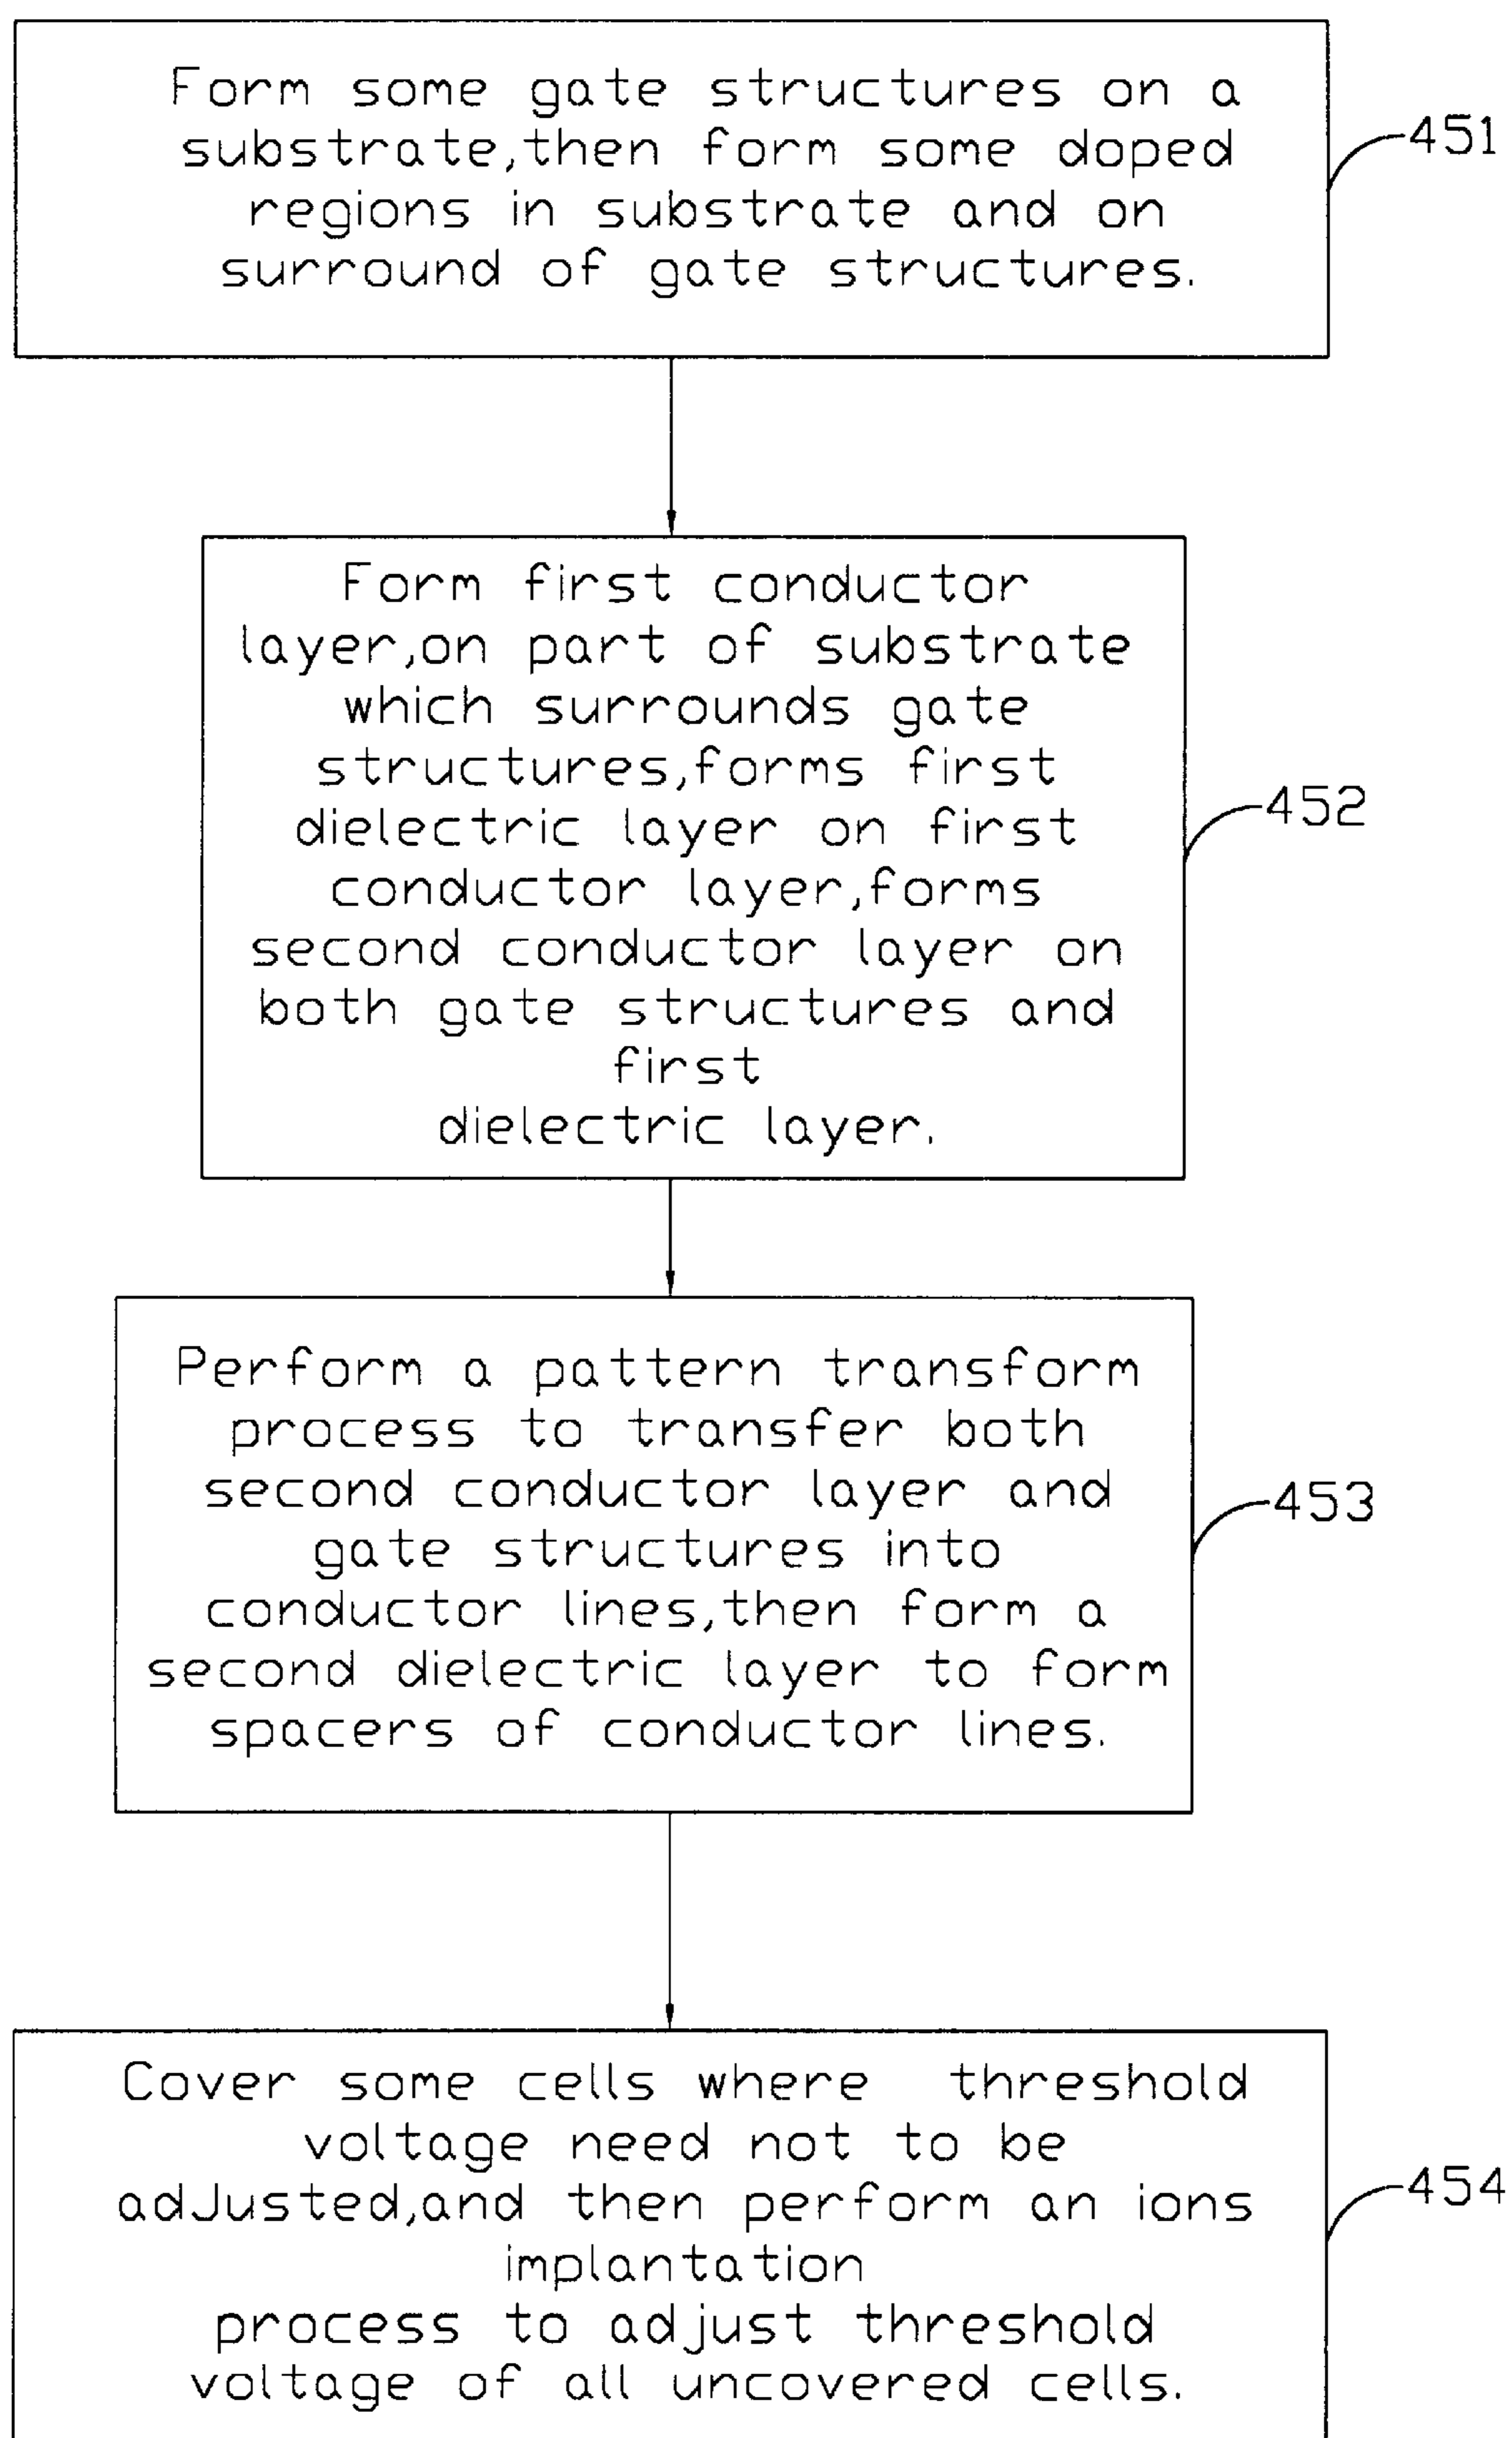 Form some gate structures on a
substrate,then form some doped
regions in substrate and on
surround of gate structures.
451
Form first conductor
layer,on part of substrate
which surrounds gate
structures,forms first
dielectric layer on first
conductor layer,forms
second conductor layer on
both gate structures and
first
dielectric layer.
452
Perform a pattern transform
process to transfer both
second conductor layer and
gate structures into
conductor lines,then form a
second dielectric layer to form
spacers of conductor lines.
453
Cover some cells where threshold
voltage need not to be
adJusted,and then perform an ions
implantation
process to adjust threshold
voltage of all uncovered cells.
454